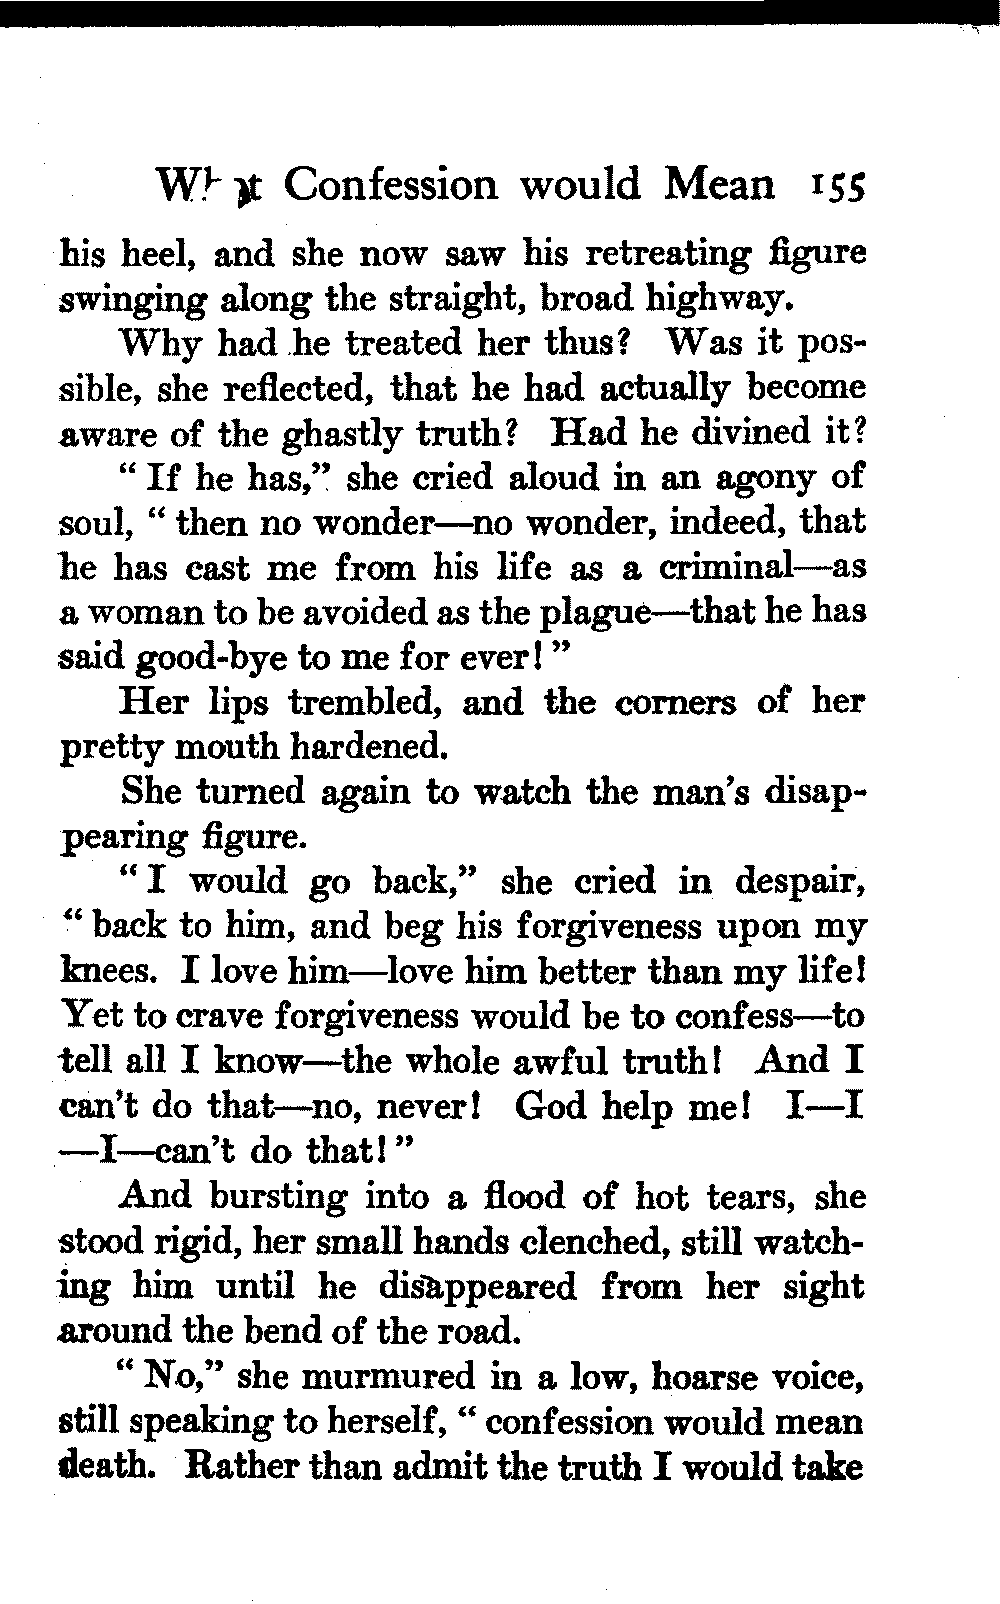 What Confession would Mean 155
his heel, and she now saw his retreating figure
swinging along the straight, broad highway.
Why had he treated her thus? Was it pos-
sible, she reflected, that he had actually become
aware of the ghastly truth? Had he divined it?
“ If he has,” she cried aloud in an agony of
soul, “ then no wonder—no wonder, indeed, that
he has cast me from his life as a criminal—as
a woman to be avoided as the plague—that he has
said good-bye to me for ever! ”
Her lips trembled, and the corners of her
pretty mouth hardened.
She turned again to watch the man’s disap-
pearing figure.
“ I would go back,” she cried in despair,
“ back to him, and beg his forgiveness upon my
knees. I love him—love him better than my life!
Yet to crave forgiveness would be to confess—to
tell all I know—the whole awful truth! And I
can’t do that—no, never! God help me! I—I
—I—can’t do that! ”
And bursting into a flood of hot tears, she
stood rigid, her small hands clenched, still watch-
ing him until he disappeared from her sight
around the bend of the road.
“ No,” she murmured in a low, hoarse voice,
still speaking to herself, “ confession would mean
death. Rather than admit the truth I would take